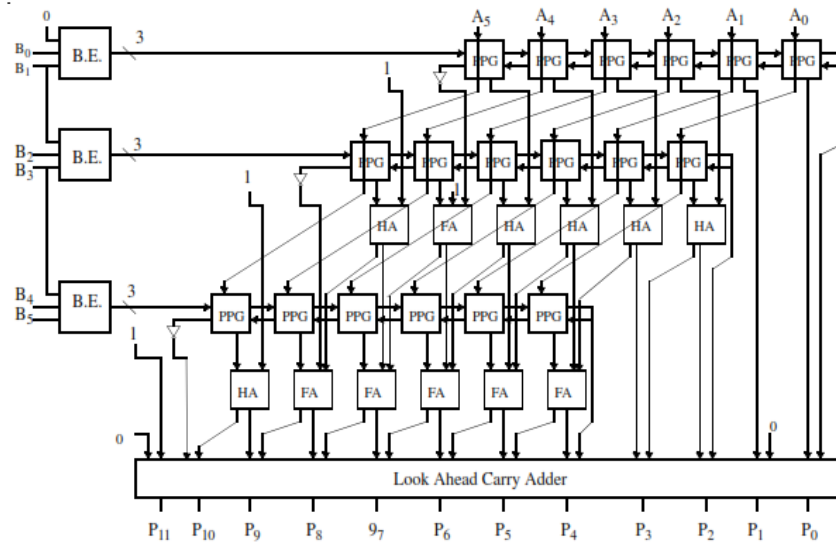 0 A5 A4 A3 A2 A1 A0
B0 B.E. 3 PPG PPG PPG PPG PPG PPG
B1
1
B2 B.E. 3 PPG PPG PPG PPG PPG PPG
B3
1 1
HA FA HA HA HA HA
B4 B.E. 3 PPG PPG PPG PPG PPG PPG
B5
1
HA FA FA FA FA FA
0 0
Look Ahead Carry Adder
P11 P10 P9 P8 97 P6 P5 P4 P3 P2 P1 P0